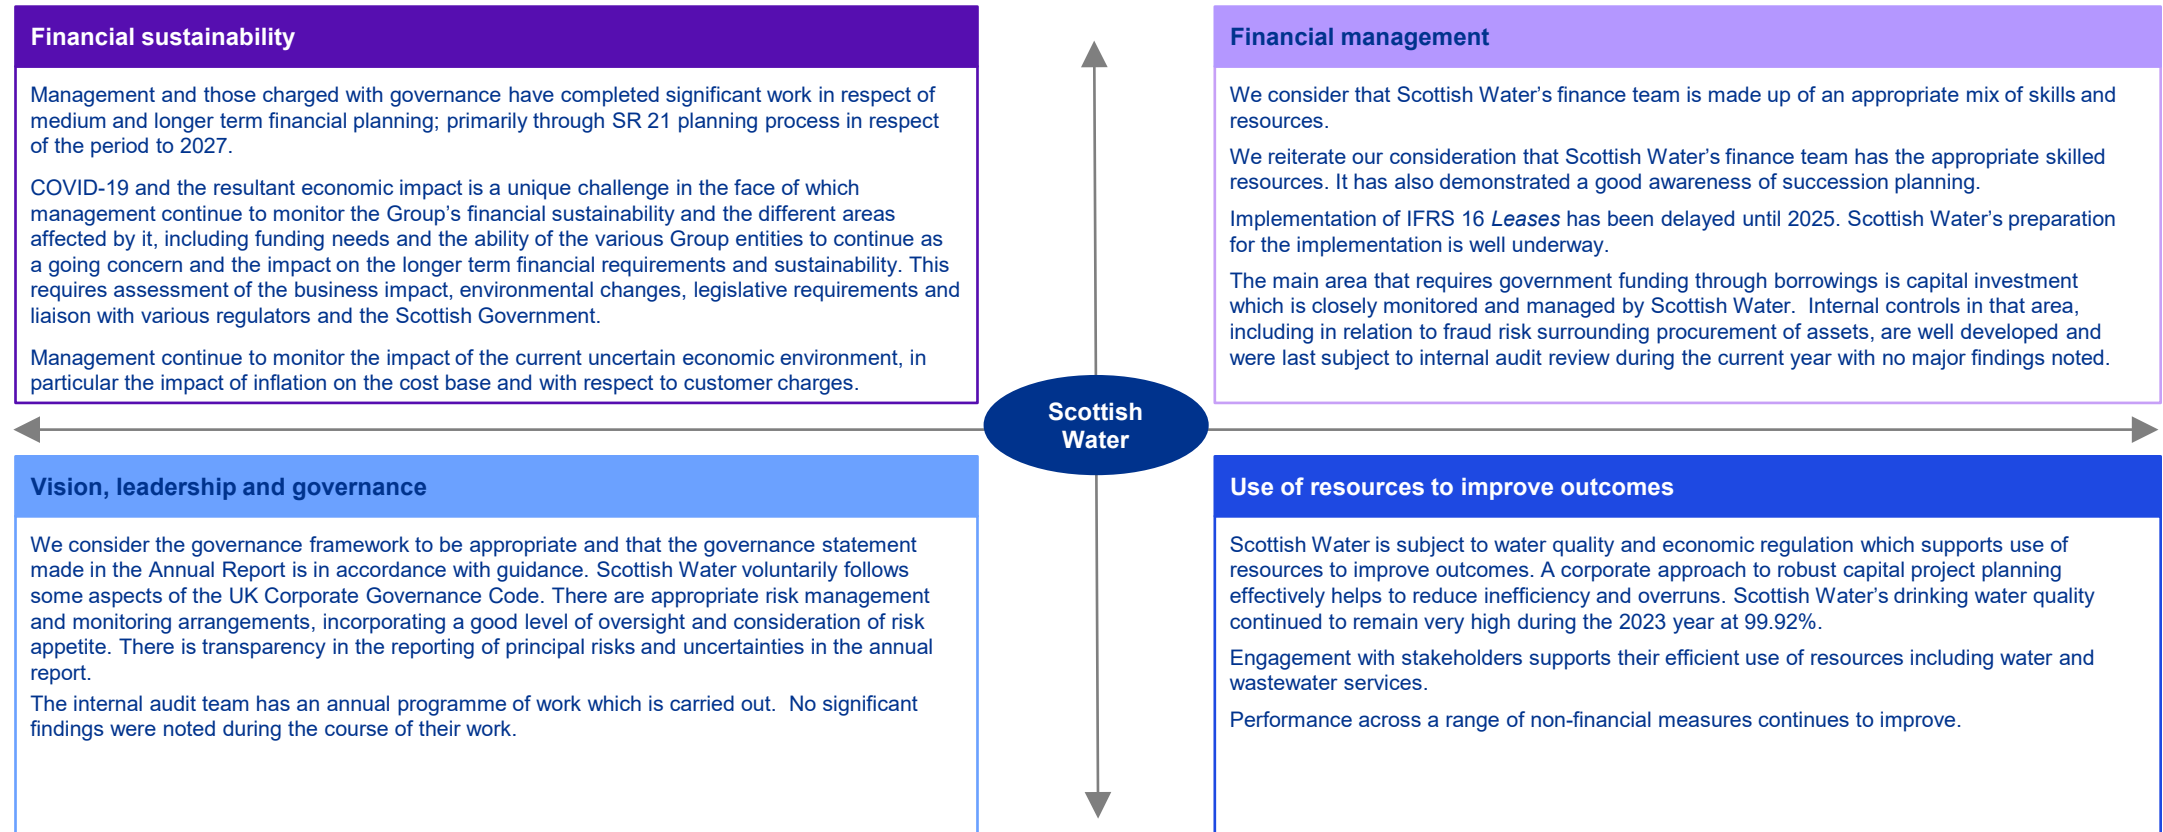 Financial sustainability
Management and those charged with governance have completed significant work in respect of
medium and longer term financial planning; primarily through SR 21 planning process in respect
of the period to 2027.
COVID-19 and the resultant economic impact is a unique challenge in the face of which
management continue to monitor the Group's financial sustainability and the different areas
affected by it, including funding needs and the ability of the various Group entities to continue as
a going concern and the impact on the longer term financial requirements and sustainability. This
requires assessment of the business impact, environmental changes, legislative requirements and
liaison with various regulators and the Scottish Government.
Management continue to monitor the impact of the current uncertain economic environment, in
particular the impact of inflation on the cost base and with respect to customer charges.
Financial management
We consider that Scottish Water's finance team is made up of an appropriate mix of skills and
resources.
We reiterate our consideration that Scottish Water's finance team has the appropriate skilled
resources. It has also demonstrated a good awareness of succession planning.
Implementation of IFRS 16 Leases has been delayed until 2025. Scottish Water's preparation
for the implementation is well underway.
The main area that requires government funding through borrowings is capital investment
which is closely monitored and managed by Scottish Water.  Internal controls in that area,
including in relation to fraud risk surrounding procurement of assets, are well developed and
were last subject to internal audit review during the current year with no major findings noted.
Scottish
Water
Vision, leadership and governance
We consider the governance framework to be appropriate and that the governance statement
made in the Annual Report is in accordance with guidance. Scottish Water voluntarily follows
some aspects of the UK Corporate Governance Code. There are appropriate risk management
and monitoring arrangements, incorporating a good level of oversight and consideration of risk
appetite. There is transparency in the reporting of principal risks and uncertainties in the annual
report.
The internal audit team has an annual programme of work which is carried out.  No significant
findings were noted during the course of their work.
Use of resources to improve outcomes
Scottish Water is subject to water quality and economic regulation which supports use of
resources to improve outcomes. A corporate approach to robust capital project planning
effectively helps to reduce inefficiency and overruns. Scottish Water's drinking water quality
continued to remain very high during the 2023 year at 99.92%.
Engagement with stakeholders supports their efficient use of resources including water and
wastewater services.
Performance across a range of non-financial measures continues to improve.